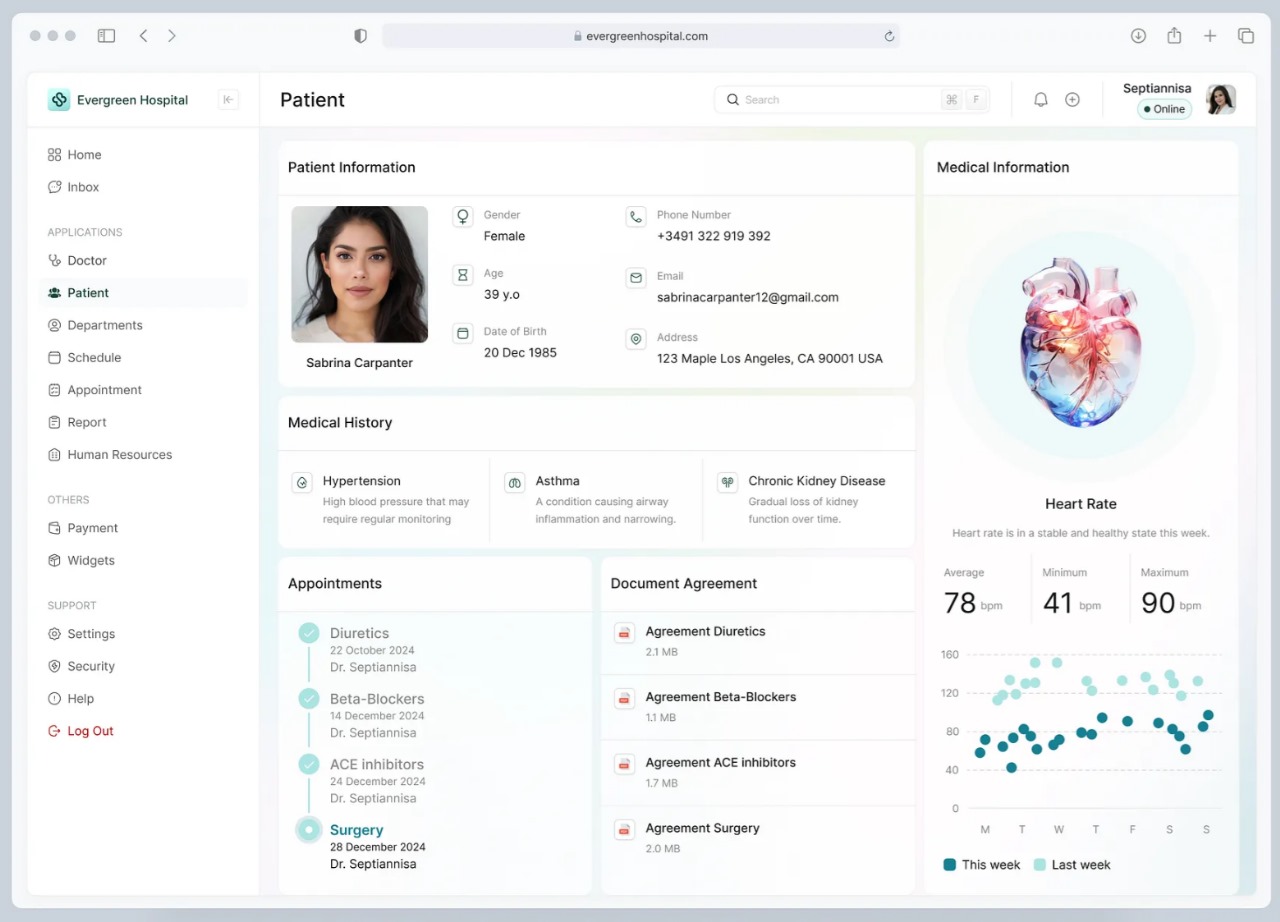 evergreenhospital.com
Evergreen Hospital
Patient
Search
⌘ F
Septiannisa
Online
Home
Inbox
APPLICATIONS
Doctor
Patient
Departments
Schedule
Appointment
Report
Human Resources
OTHERS
Payment
Widgets
SUPPORT
Settings
Security
Help
Log Out
Patient Information
Sabrina Carpanter
Gender
Female
Age
39 y.o
Date of Birth
20 Dec 1985
Phone Number
+3491 322 919 392
Email
sabrinacarpanter12@gmail.com
Address
123 Maple Los Angeles, CA 90001 USA
Medical History
Hypertension
High blood pressure that may
require regular monitoring
Asthma
A condition causing airway
inflammation and narrowing.
Chronic Kidney Disease
Gradual loss of kidney
function over time.
Appointments
Diuretics
22 October 2024
Dr. Septiannisa
Beta-Blockers
14 December 2024
Dr. Septiannisa
ACE inhibitors
24 December 2024
Dr. Septiannisa
Surgery
28 December 2024
Dr. Septiannisa
Document Agreement
Agreement Diuretics
2.1 MB
Agreement Beta-Blockers
1.1 MB
Agreement ACE inhibitors
1.7 MB
Agreement Surgery
2.0 MB
Medical Information
Heart Rate
Heart rate is in a stable and healthy state this week.
Average
78 bpm
Minimum
41 bpm
Maximum
90 bpm
160
120
80
40
0
M T W T F S S
This week
Last week